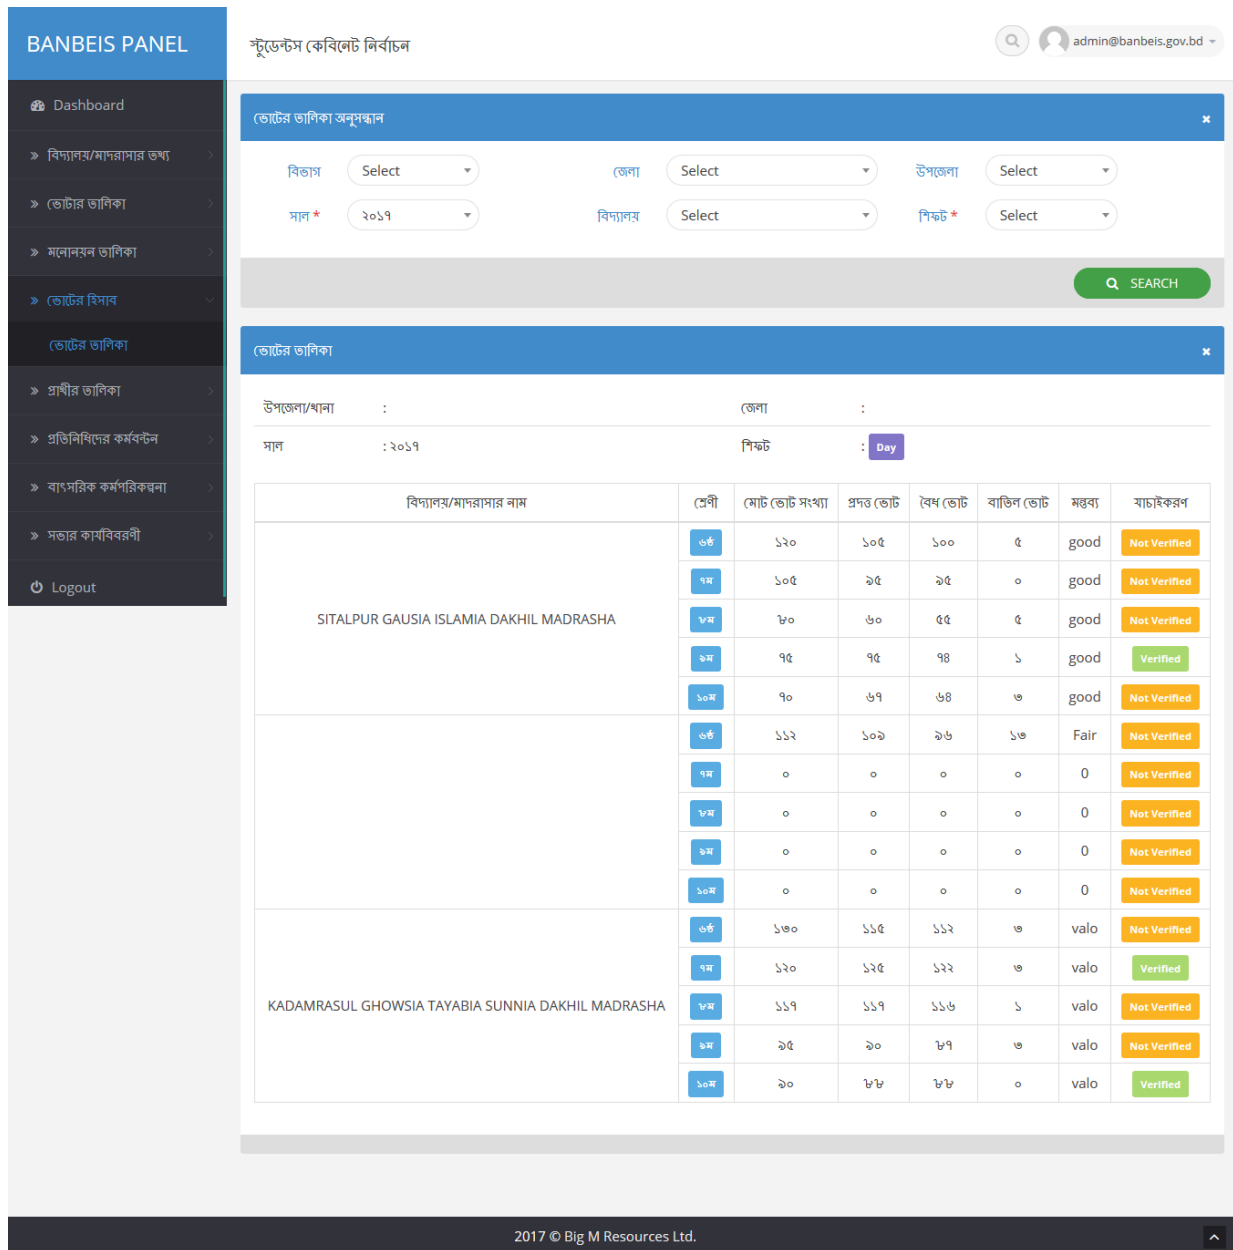 BANBEIS PANEL
স্টুডেন্টস কেবিনেট নির্বাচন
admin@banbeis.gov.bd
Dashboard
» বিদ্যালয়/মাদরাসার তথ্য
» ভোটার তালিকা
» মনোনয়ন তালিকা
» ভোটের হিসাব
ভোটের তালিকা
» প্রার্থীর তালিকা
» প্রতিনিধিদের কর্মবন্টন
» বাৎসরিক কর্মপরিকল্পনা
» সভার কার্যবিবরণী
Logout
ভোটের তালিকা অনুসন্ধান ×
বিভাগ Select জেলা Select উপজেলা Select
সাল * ২০১৭ বিদ্যালয় Select শিফট * Select
SEARCH
ভোটের তালিকা ×
উপজেলা/থানা : জেলা :
সাল : ২০১৭ শিফট : Day
বিদ্যালয়/মাদরাসার নাম শ্রেণী মোট ভোট সংখ্যা প্রদত্ত ভোট বৈধ ভোট বাতিল ভোট মন্তব্য যাচাইকরণ
৬ষ্ঠ ১২০ ১০৫ ১০০ ৫ good Not Verified
৭ম ১০৫ ৯৫ ৯৫ ০ good Not Verified
SITALPUR GAUSIA ISLAMIA DAKHIL MADRASHA ৮ম ৮০ ৬০ ৫৫ ৫ good Not Verified
৯ম ৭৫ ৭৫ ৭৪ ১ good Verified
১০ম ৭০ ৬৭ ৬৪ ৩ good Not Verified
৬ষ্ঠ ১১২ ১০৯ ৯৬ ১৩ Fair Not Verified
৭ম ০ ০ ০ ০ 0 Not Verified
৮ম ০ ০ ০ ০ 0 Not Verified
৯ম ০ ০ ০ ০ 0 Not Verified
১০ম ০ ০ ০ ০ 0 Not Verified
৬ষ্ঠ ১৩০ ১১৫ ১১২ ৩ valo Not Verified
৭ম ১২০ ১২৫ ১২২ ৩ valo Verified
KADAMRASUL GHOWSIA TAYABIA SUNNIA DAKHIL MADRASHA ৮ম ১১৭ ১১৭ ১১৬ ১ valo Not Verified
৯ম ৯৫ ৯০ ৮৭ ৩ valo Not Verified
১০ম ৯০ ৮৮ ৮৮ ০ valo Verified
2017 © Big M Resources Ltd.